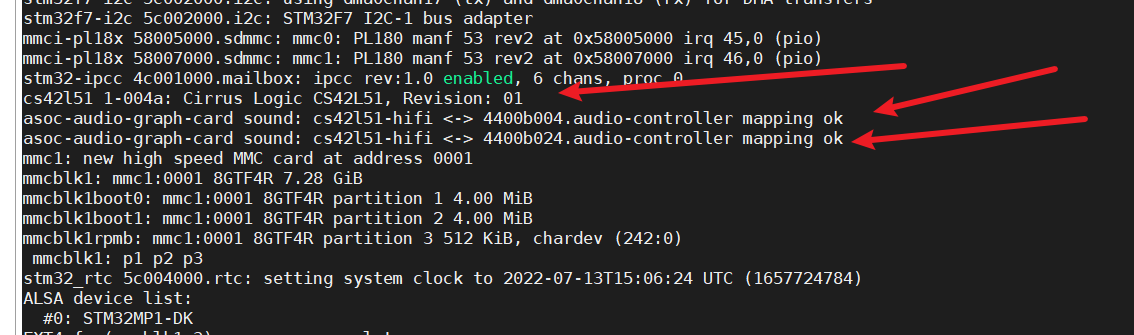 stm32f7-i2c 5c002000.i2c: using dma0chan17 (tx) and dma0chan18 (rx) for DMA transfers
stm32f7-i2c 5c002000.i2c: STM32F7 I2C-1 bus adapter
mmci-pl18x 58005000.sdmmc: mmc0: PL180 manf 53 rev2 at 0x58005000 irq 45,0 (pio)
mmci-pl18x 58007000.sdmmc: mmc1: PL180 manf 53 rev2 at 0x58007000 irq 46,0 (pio)
stm32-ipcc 4c001000.mailbox: ipcc rev:1.0 enabled, 6 chans, proc 0
cs42l51 1-004a: Cirrus Logic CS42L51, Revision: 01
asoc-audio-graph-card sound: cs42l51-hifi <-> 4400b004.audio-controller mapping ok
asoc-audio-graph-card sound: cs42l51-hifi <-> 4400b024.audio-controller mapping ok
mmc1: new high speed MMC card at address 0001
mmcblk1: mmc1:0001 8GTF4R 7.28 GiB
mmcblk1boot0: mmc1:0001 8GTF4R partition 1 4.00 MiB
mmcblk1boot1: mmc1:0001 8GTF4R partition 2 4.00 MiB
mmcblk1rpmb: mmc1:0001 8GTF4R partition 3 512 KiB, chardev (242:0)
mmcblk1: p1 p2 p3
stm32_rtc 5c004000.rtc: setting system clock to 2022-07-13T15:06:24 UTC (1657724784)
ALSA device list:
#0: STM32MP1-DK